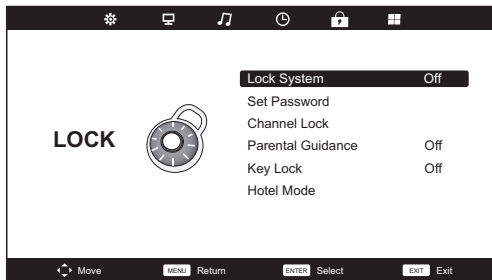 LOCK
Lock System Off
Set Password
Channel Lock
Parental Guidance Off
Key Lock Off
Hotel Mode
Move MENU Return ENTER Select EXIT Exit